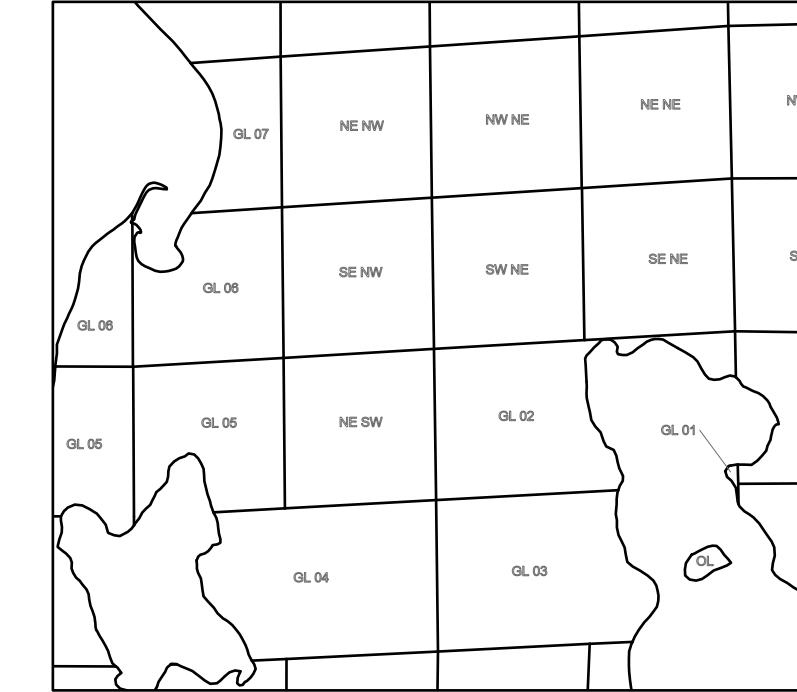 NE NE
N
NW NE
NE NW
GL 07
SE NE
S
SW NE
SE NW
GL 06
GL 06
GL 02
NE SW
GL 05
GL 01
GL 05
OL
GL 03
GL 04